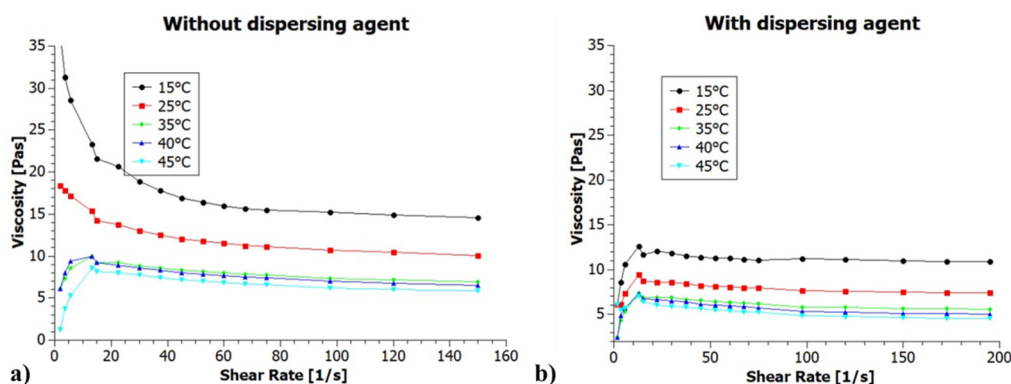 Without dispersing agent
35
30
25
20
15
10
5
0
Viscosity [Pas]
15°C
25°C
35°C
40°C
45°C
0 20 40 60 80 100 120 140 160
Shear Rate [1/s]
a)
With dispersing agent
35
30
25
20
15
10
5
Viscosity [Pas]
15°C
25°C
35°C
40°C
45°C
0 50 100 150 200
Shear Rate [1/s]
b)